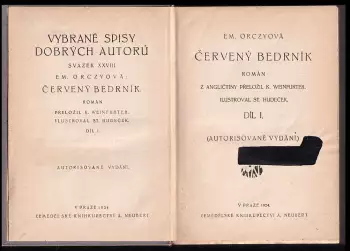 VYBRANÉ SPISY
DOBRÝCH AUTORŮ
SVAZEK XXVIII
EM. ORCZYOVÁ:
ČERVENÝ BEDRNÍK
ROMÁN
PŘELOŽIL K. WEINFURTER.
ILUSTROVAL ST. HUDEČEK.
DÍL I.
AUTORISOVANÉ VYDÁNÍ.
V PRAZE 1924
ZEMĚDĚLSKÉ KNIHKUPECTVÍ A. NEUBERT
EM. ORCZYOVÁ
ČERVENÝ BEDRNÍK
ROMÁN
Z ANGLIČTINY PŘELOŽIL K. WEINFURTER.
ILUSTROVAL ST. HUDEČEK.
DÍL I.
(AUTORISOVANÉ VYDÁNÍ)
V PRAZE 1924
ZEMĚDĚLSKÉ KNIHKUPECTVÍ A. NEUBERT